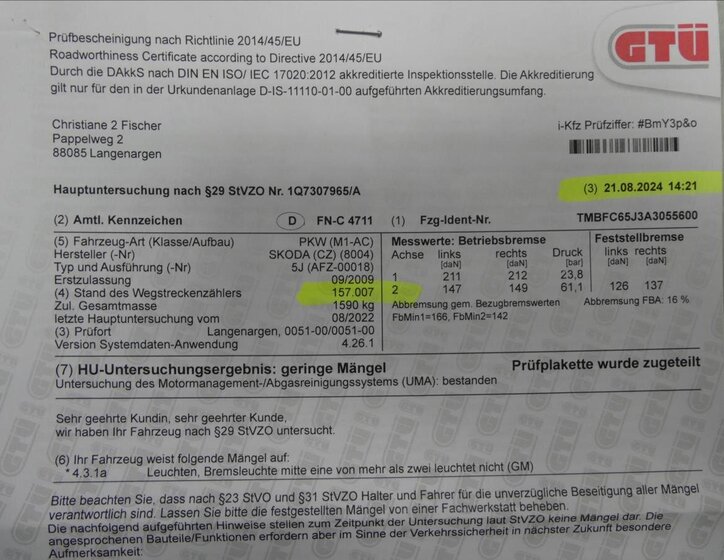 Prüfbescheinigung nach Richtlinie 2014/45/EU
Roadworthiness Certificate according to Directive 2014/45/EU
Durch die DAkkS nach DIN EN ISO/ IEC 17020:2012 akkreditierte Inspektionsstelle. Die Akkreditierung
gilt nur für den in der Urkundenanlage D-IS-11110-01-00 aufgeführten Akkreditierungsumfang.
GTÜ
Christiane 2 Fischer
Pappelweg 2
88085 Langenargen
i-Kfz Prüfziffer: #BmY3p&o
Hauptuntersuchung nach §29 StVZO Nr. 1Q7307965/A (3) 21.08.2024 14:21
(2) Amtl. Kennzeichen D FN-C 4711 (1) Fzg-Ident-Nr. TMBFC65J3A3055600
(5) Fahrzeug-Art (Klasse/Aufbau) PKW (M1-AC)
Hersteller (-Nr) SKODA (CZ) (8004)
Typ und Ausführung (-Nr) 5J (AFZ-00018)
Erstzulassung 09/2009
(4) Stand des Wegstreckenzählers 157.007
Zul. Gesamtmasse 1590 kg
letzte Hauptuntersuchung vom 08/2022
(3) Prüfort Langenargen, 0051-00/0051-00
Version Systemdaten-Anwendung 4.26.1
Messwerte: Betriebsbremse Feststellbremse
Achse links rechts Druck links rechts
[daN] [daN] [bar] [daN] [daN]
1 211 212 23,8
2 147 149 61,1 126 137
Abbremsung gem. Bezugbremswerten Abbremsung FBA: 16 %
FbMin1=166, FbMin2=142
(7) HU-Untersuchungsergebnis: geringe Mängel Prüfplakette wurde zugeteilt
Untersuchung des Motormanagement-/Abgasreinigungssystems (UMA): bestanden
Sehr geehrte Kundin, sehr geehrter Kunde,
wir haben Ihr Fahrzeug nach §29 StVZO untersucht.
(6) Ihr Fahrzeug weist folgende Mängel auf:
* 4.3.1a Leuchten, Bremsleuchte mitte eine von mehr als zwei leuchtet nicht (GM)
Bitte beachten Sie, dass nach §23 StVO und §31 StVZO Halter und Fahrer für die unverzügliche Beseitigung aller Mängel
verantwortlich sind. Lassen Sie bitte die festgestellten Mängel von einer Fachwerkstatt beheben.
Die nachfolgend aufgeführten Hinweise stellen zum Zeitpunkt der Untersuchung laut StVZO keine Mängel dar. Die
angesprochenen Bauteile/Funktionen erfordern aber im Sinne der Verkehrssicherheit in nächster Zukunft besondere
Aufmerksamkeit: